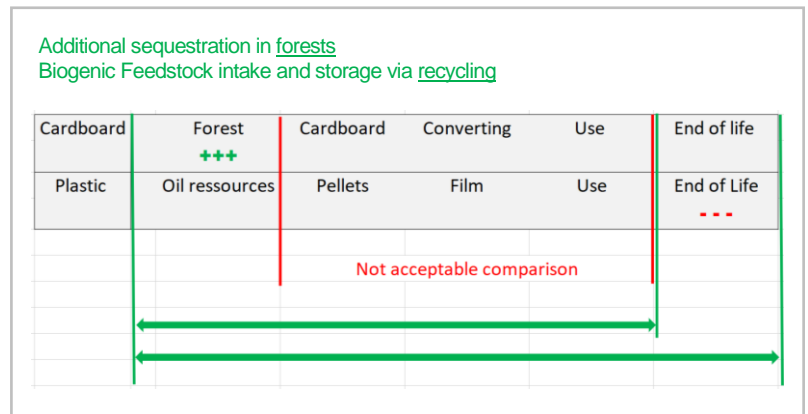 Additional sequestration in forests
Biogenic Feedstock intake and storage via recycling
Cardboard Forest Cardboard Converting Use End of life
+++
Plastic Oil ressources Pellets Film Use End of Life
- - -
Not acceptable comparison